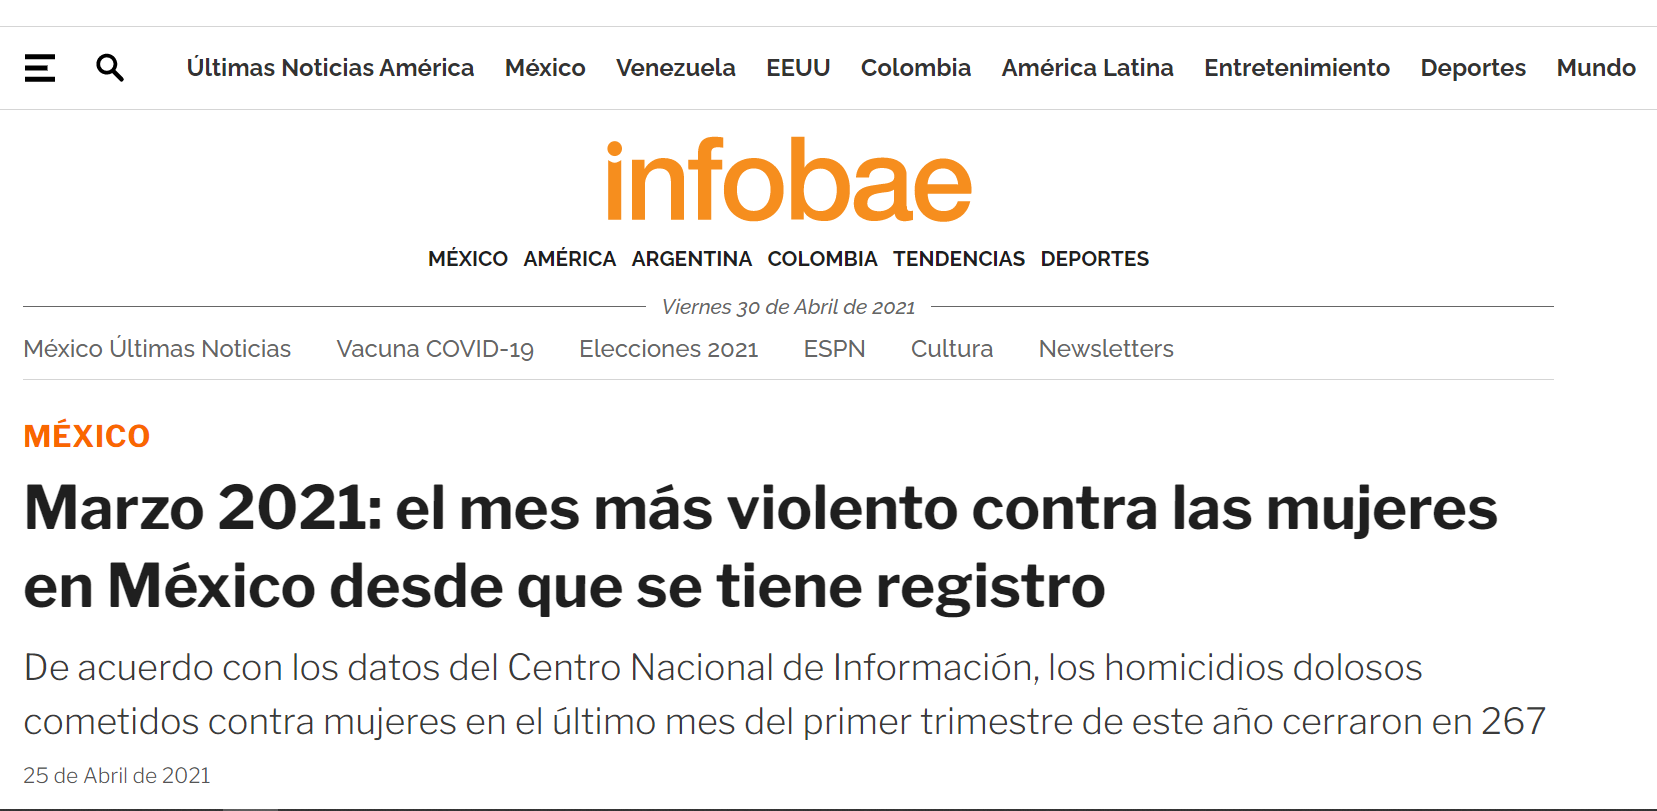 Últimas Noticias América México Venezuela EEUU Colombia América Latina Entretenimiento Deportes Mundo
infobae
MÉXICO AMÉRICA ARGENTINA COLOMBIA TENDENCIAS DEPORTES
Viernes 30 de Abril de 2021
México Últimas Noticias Vacuna COVID-19 Elecciones 2021 ESPN Cultura Newsletters
MÉXICO
Marzo 2021: el mes más violento contra las mujeres
en México desde que se tiene registro
De acuerdo con los datos del Centro Nacional de Información, los homicidios dolosos
cometidos contra mujeres en el último mes del primer trimestre de este año cerraron en 267
25 de Abril de 2021